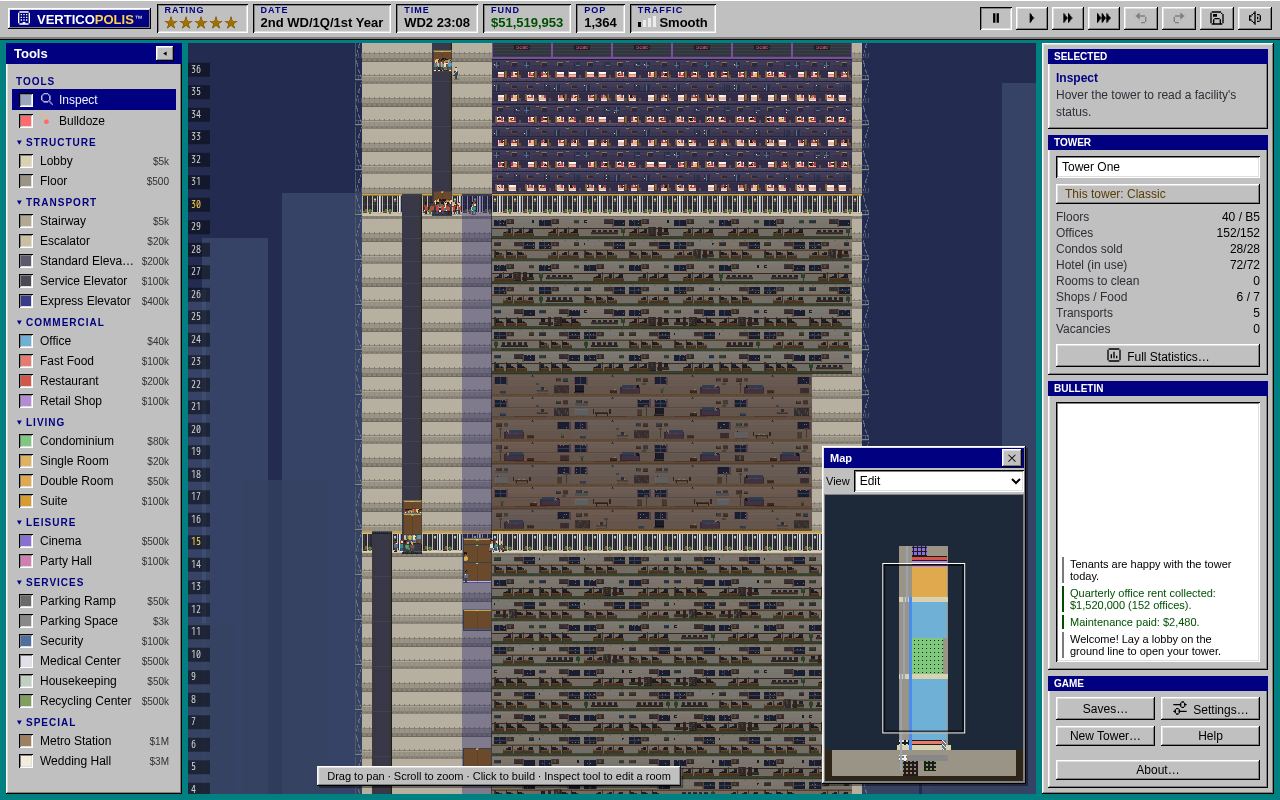 VERTICOPOLIS™
RATING
DATE
2nd WD/1Q/1st Year
TIME
WD2 23:08
FUND
$51,519,953
POP
1,364
TRAFFIC
Smooth
Tools
TOOLS
Inspect
Bulldoze
STRUCTURE
Lobby $5k
Floor $500
TRANSPORT
Stairway $5k
Escalator $20k
Standard Eleva… $200k
Service Elevator $100k
Express Elevator $400k
COMMERCIAL
Office $40k
Fast Food $100k
Restaurant $200k
Retail Shop $100k
LIVING
Condominium $80k
Single Room $20k
Double Room $50k
Suite $100k
LEISURE
Cinema $500k
Party Hall $100k
SERVICES
Parking Ramp $50k
Parking Space $3k
Security $100k
Medical Center $500k
Housekeeping $50k
Recycling Center $500k
SPECIAL
Metro Station $1M
Wedding Hall $3M
36
35
34
33
32
31
30
29
28
27
26
25
24
23
22
21
20
19
18
17
16
15
14
13
12
11
10
9
8
7
6
5
4
Drag to pan · Scroll to zoom · Click to build · Inspect tool to edit a room
Map
View Edit
SELECTED
Inspect
Hover the tower to read a facility's
status.
TOWER
Tower One
This tower: Classic
Floors 40 / B5
Offices 152/152
Condos sold 28/28
Hotel (in use) 72/72
Rooms to clean 0
Shops / Food 6 / 7
Transports 5
Vacancies 0
Full Statistics…
BULLETIN
Tenants are happy with the tower
today.
Quarterly office rent collected:
$1,520,000 (152 offices).
Maintenance paid: $2,480.
Welcome! Lay a lobby on the
ground line to open your tower.
GAME
Saves…
Settings…
New Tower…
Help
About…